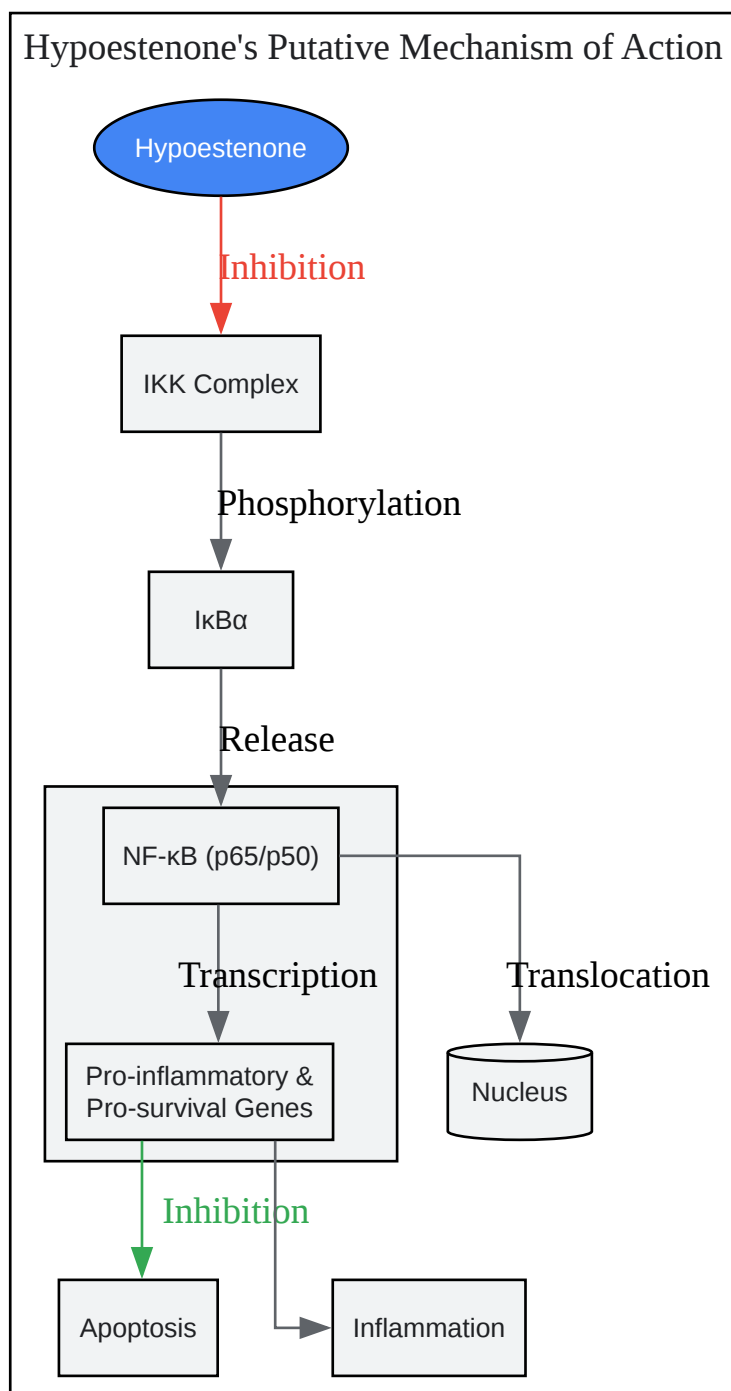 Hypoestenone's Putative Mechanism of Action
Hypoestenone
Inhibition
IKK Complex
Phosphorylation
IκBα
Release
NF-κB (p65/p50)
Transcription
Translocation
Pro-inflammatory &
Pro-survival Genes
Nucleus
Inhibition
Apoptosis
Inflammation